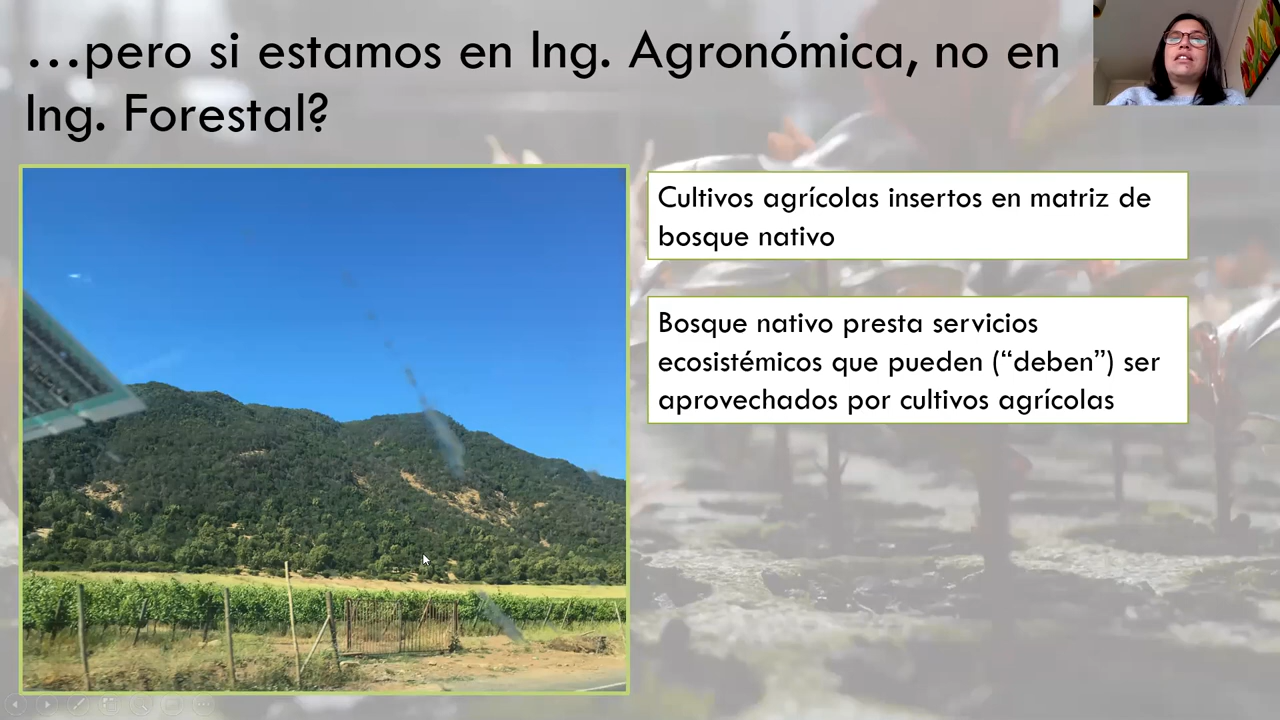 …pero si estamos en Ing. Agronómica, no en
Ing. Forestal?
Cultivos agrícolas insertos en matriz de
bosque nativo
Bosque nativo presta servicios
ecosistémicos que pueden (“deben”) ser
aprovechados por cultivos agrícolas